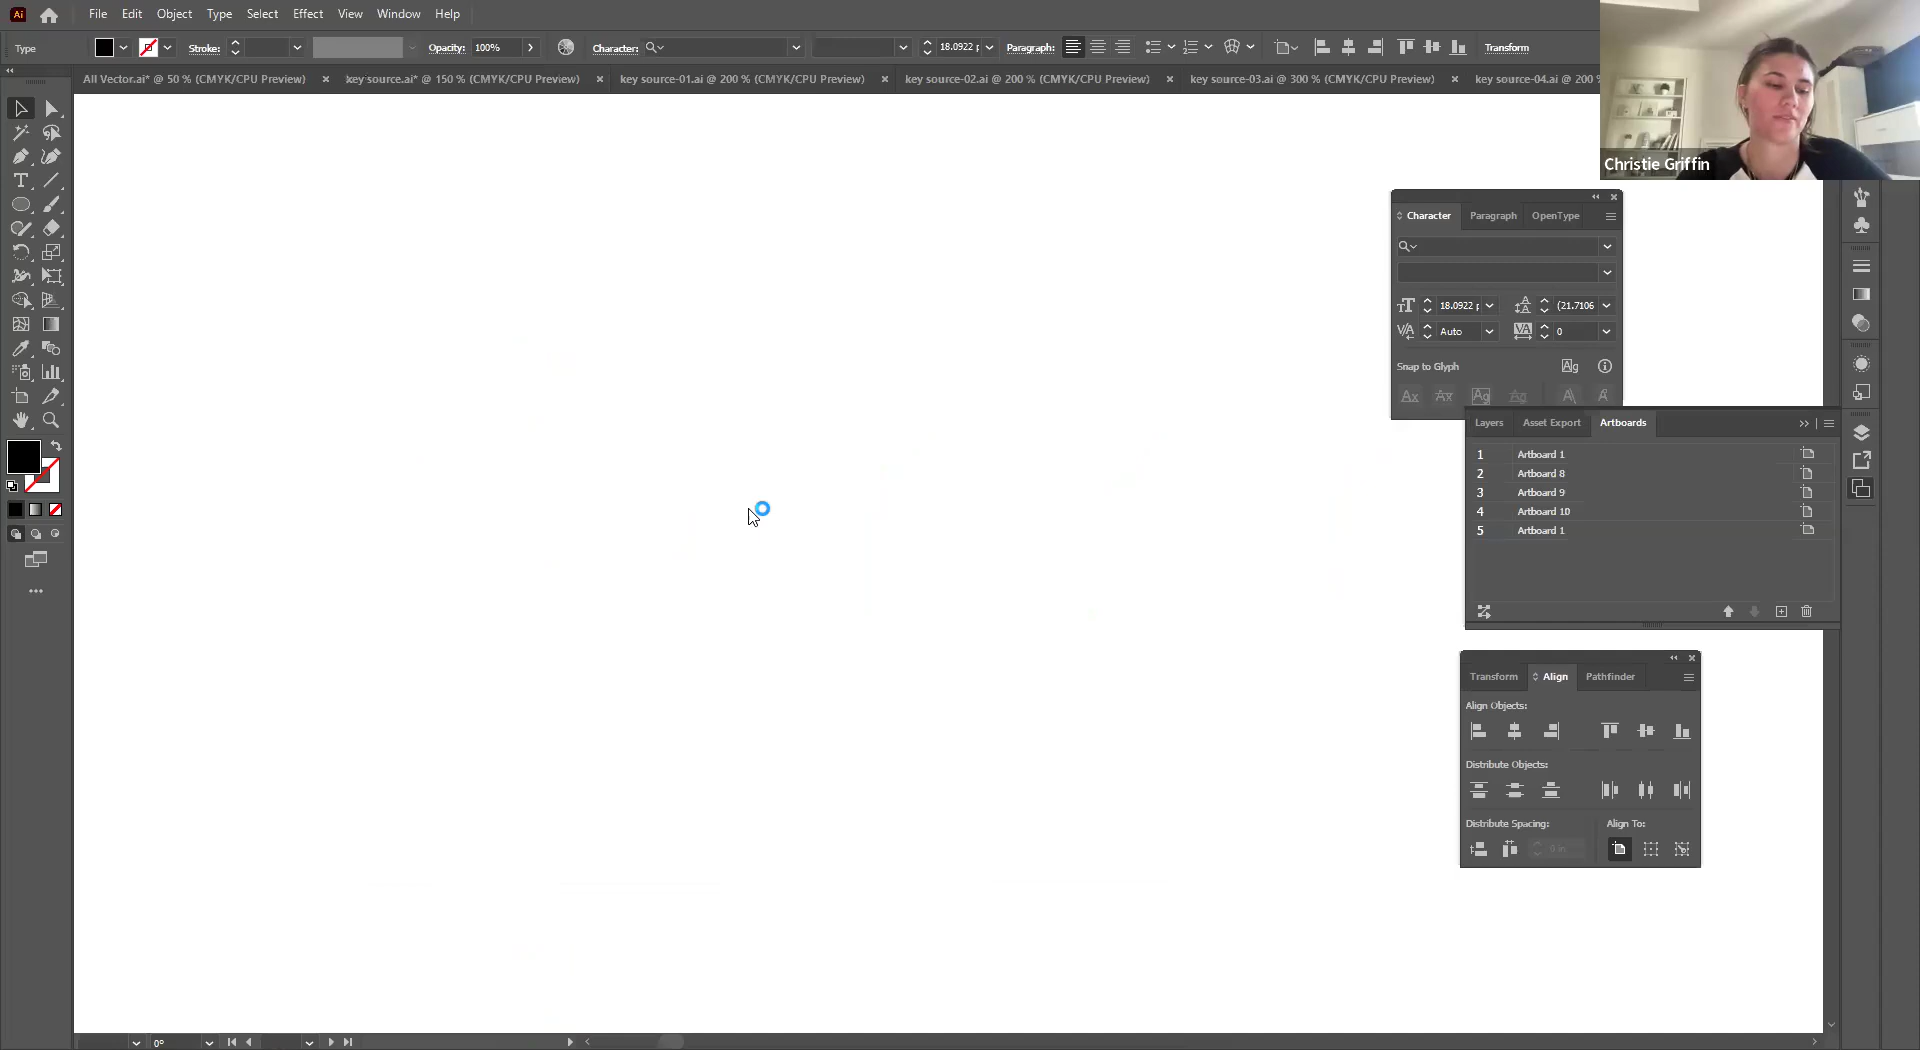 Ai File Edit Object Type Select Effect View Window Help
Type Stroke: Opacity: 100% Character: 18.0922 p Paragraph: Transform
All Vector.ai* @ 50 % (CMYK/CPU Preview) key source.ai* @ 150 % (CMYK/CPU Preview) key source-01.ai @ 200 % (CMYK/CPU Preview) key source-02.ai @ 200 % (CMYK/CPU Preview) key source-03.ai @ 300 % (CMYK/CPU Preview) key source-04.ai @ 200 %
Christie Griffin
Character Paragraph OpenType
18.0922 p (21.7106
Auto 0
Snap to Glyph
Layers Asset Export Artboards
1 Artboard 1
2 Artboard 8
3 Artboard 9
4 Artboard 10
5 Artboard 1
Transform Align Pathfinder
Align Objects:
Distribute Objects:
Distribute Spacing: Align To:
0 in
0°